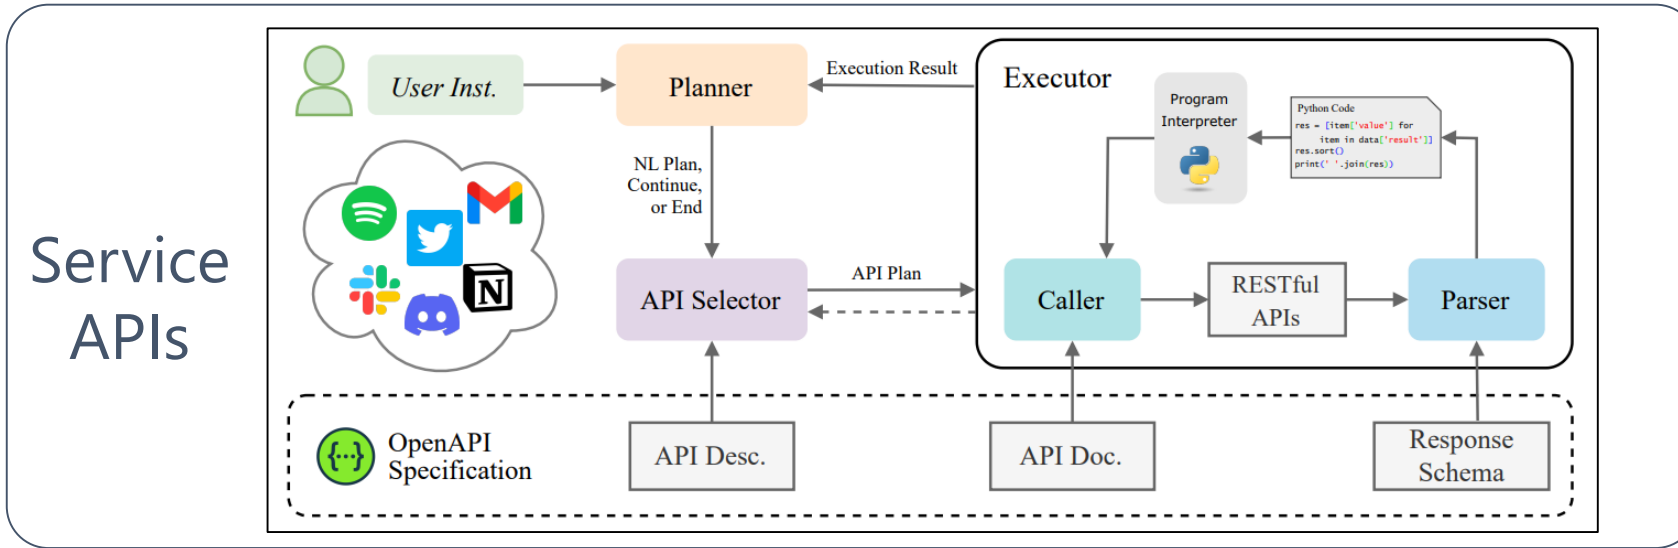 Service
APIs
User Inst.
Planner
Execution Result
Executor
Program
Interpreter
Python Code
res = [item['value'] for
item in data['result']]
res.sort()
print(' '.join(res))
NL Plan,
Continue,
or End
API Selector
API Plan
Caller
RESTful
APIs
Parser
OpenAPI
Specification
API Desc.
API Doc.
Response
Schema